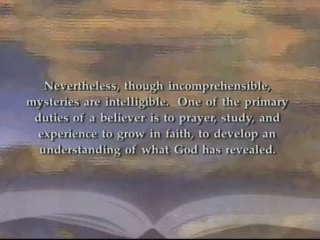 Nevertheless, though incomprehensible,
mysteries are intelligible. One of the primary
duties of a believer is to prayer, study, and
experience to grow in faith, to develop an
understanding of what God has revealed.